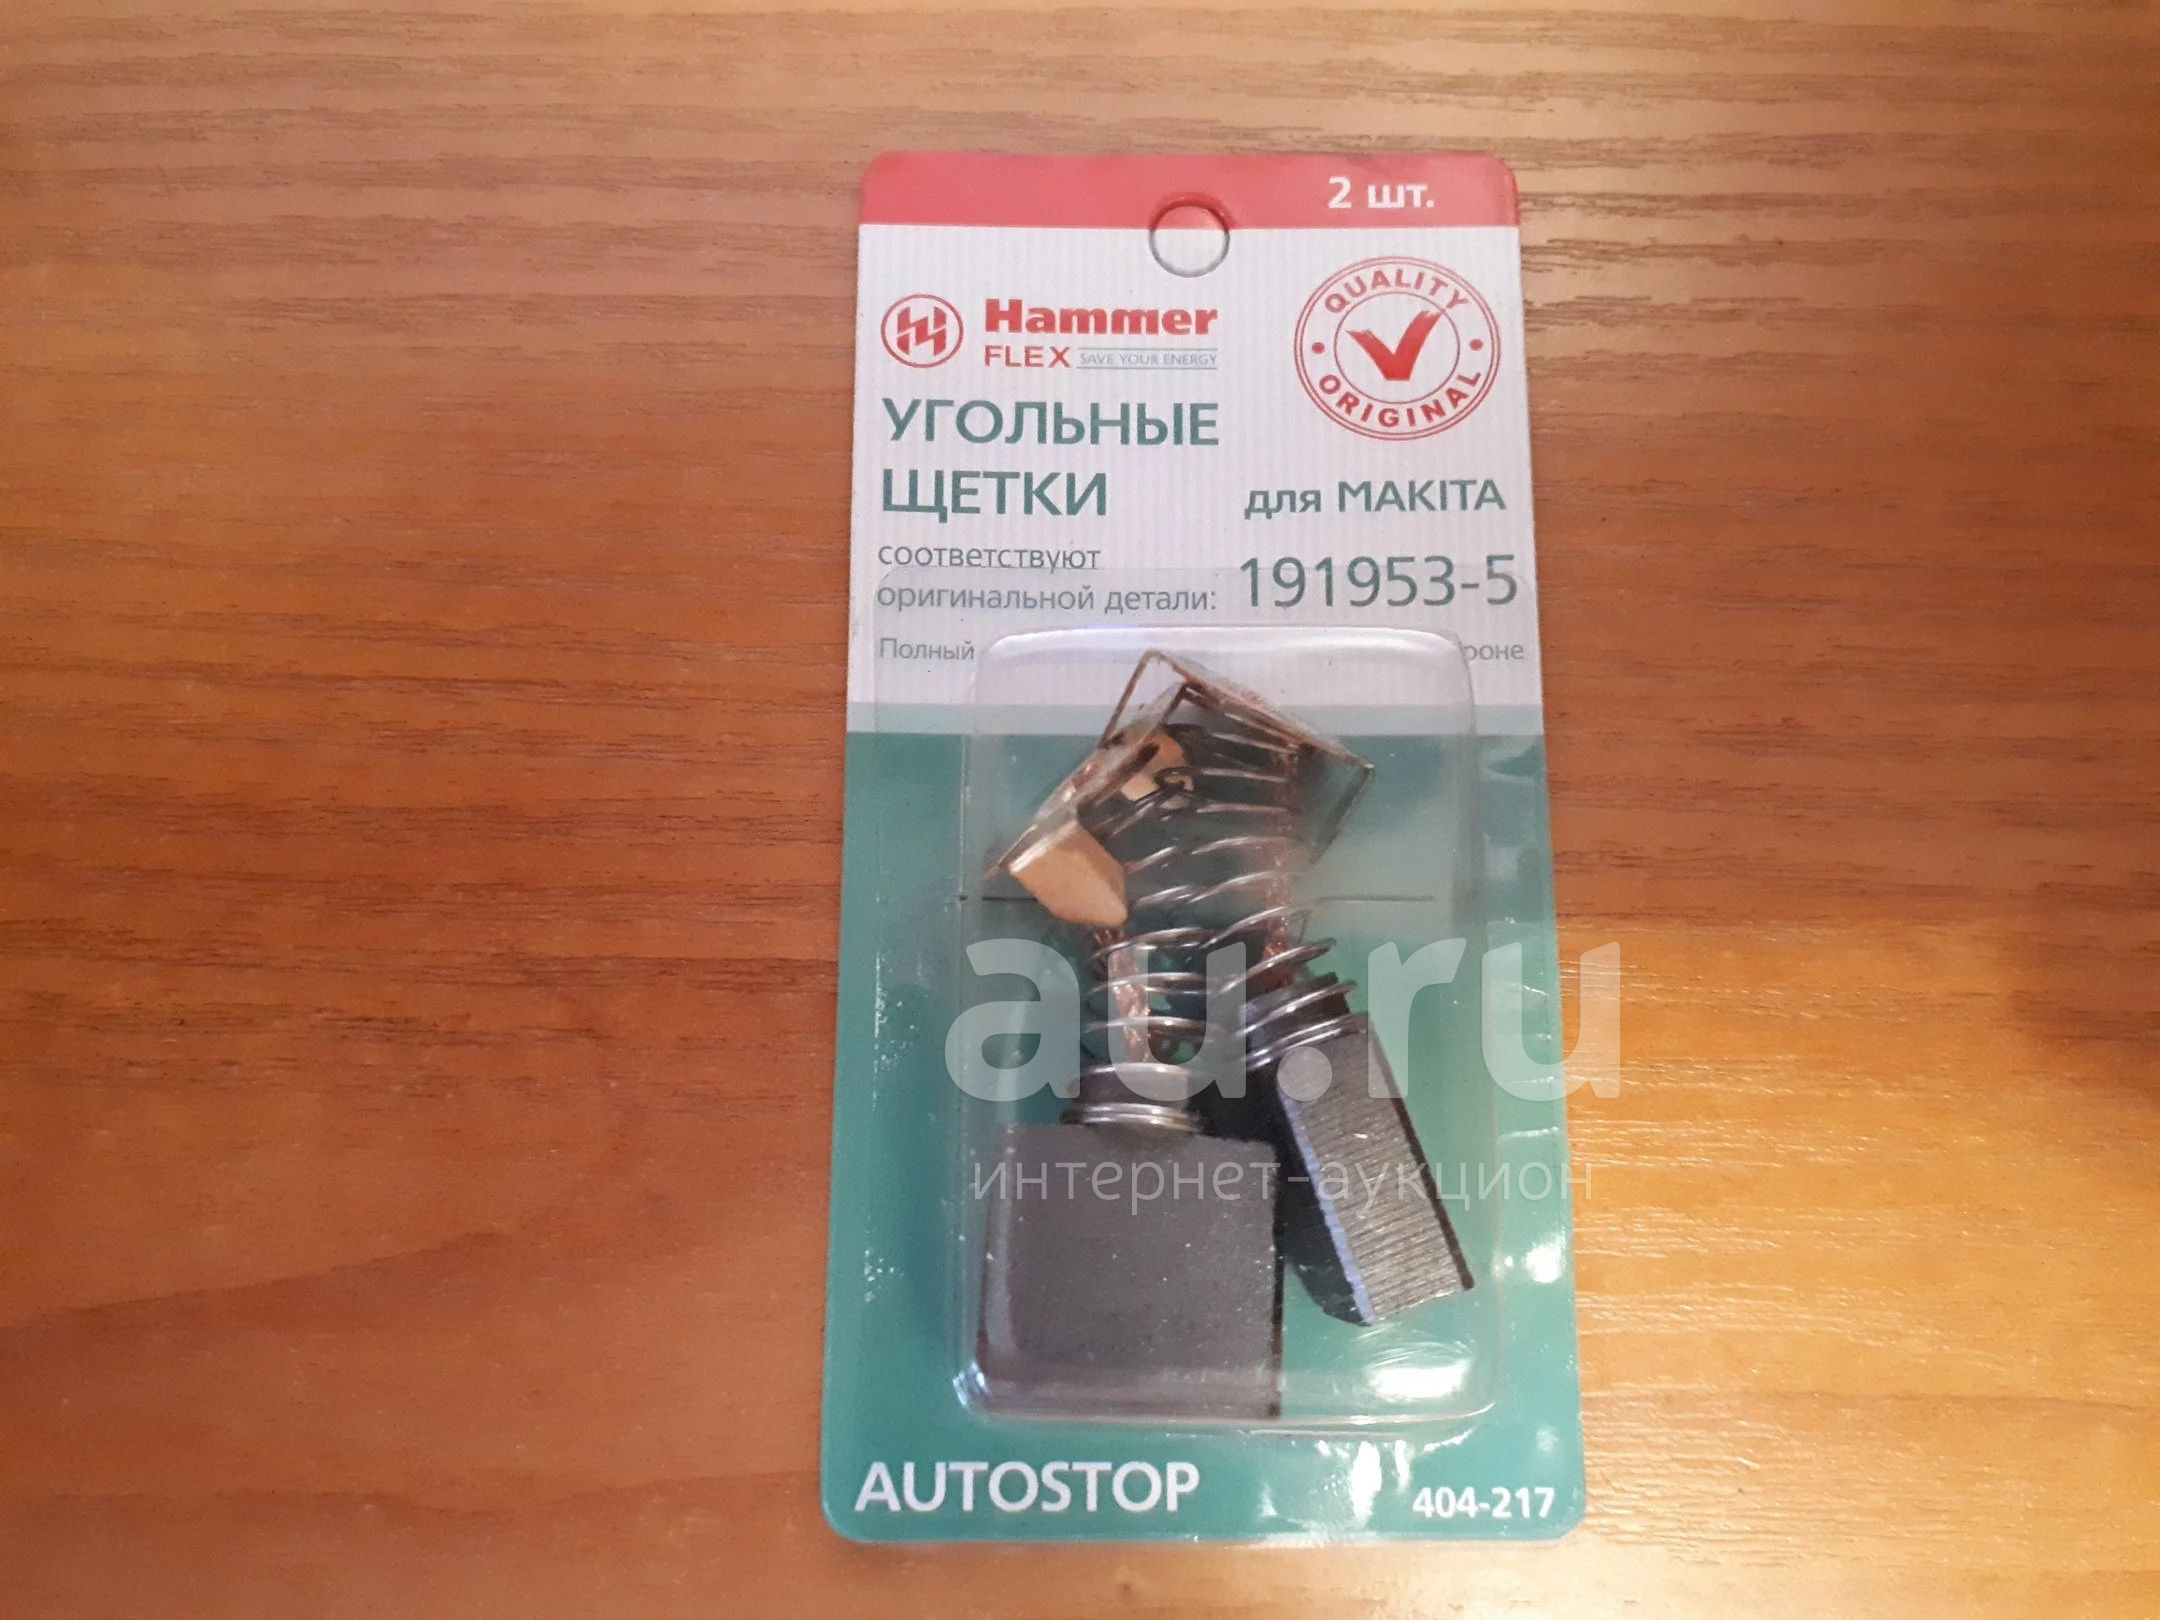 2 шт.
Hammer
FLEX SAVE YOUR ENERGY
QUALITY
ORIGINAL
УГОЛЬНЫЕ
ЩЕТКИ
для MAKITA
соответствуют
оригинальной детали: 191953-5
Полный
роне
au.ru
интернет-аукцион
AUTOSTOP
404-217